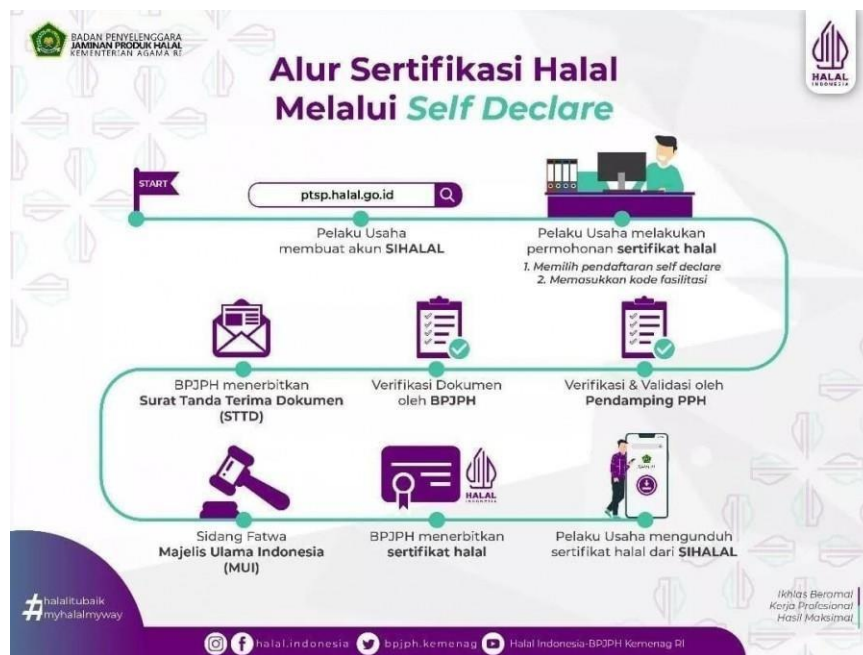 BADAN PENYELENGGARA
JAMINAN PRODUK HALAL
KEMENTERIAN AGAMA RI
HALAL
INDONESIA
Alur Sertifikasi Halal
Melalui Self Declare
START
ptsp.halal.go.id
Pelaku Usaha
membuat akun SIHALAL
Pelaku Usaha melakukan
permohonan sertifikat halal
1. Memilih pendaftaran self declare
2. Memasukkan kode fasilitasi
BPJPH menerbitkan
Surat Tanda Terima Dokumen
(STTD)
Verifikasi Dokumen
oleh BPJPH
Verifikasi & Validasi oleh
Pendamping PPH
HALAL
INDONESIA
Sidang Fatwa
Majelis Ulama Indonesia
(MUI)
BPJPH menerbitkan
sertifikat halal
Pelaku Usaha mengunduh
sertifikat halal dari SIHALAL
#halalitubaik
#myhalalmyway
Ikhlas Beramal
Kerja Profesional
Hasil Maksimal
halal.indonesia
bpjph.kemenag
Halal Indonesia-BPJPH Kemenag RI